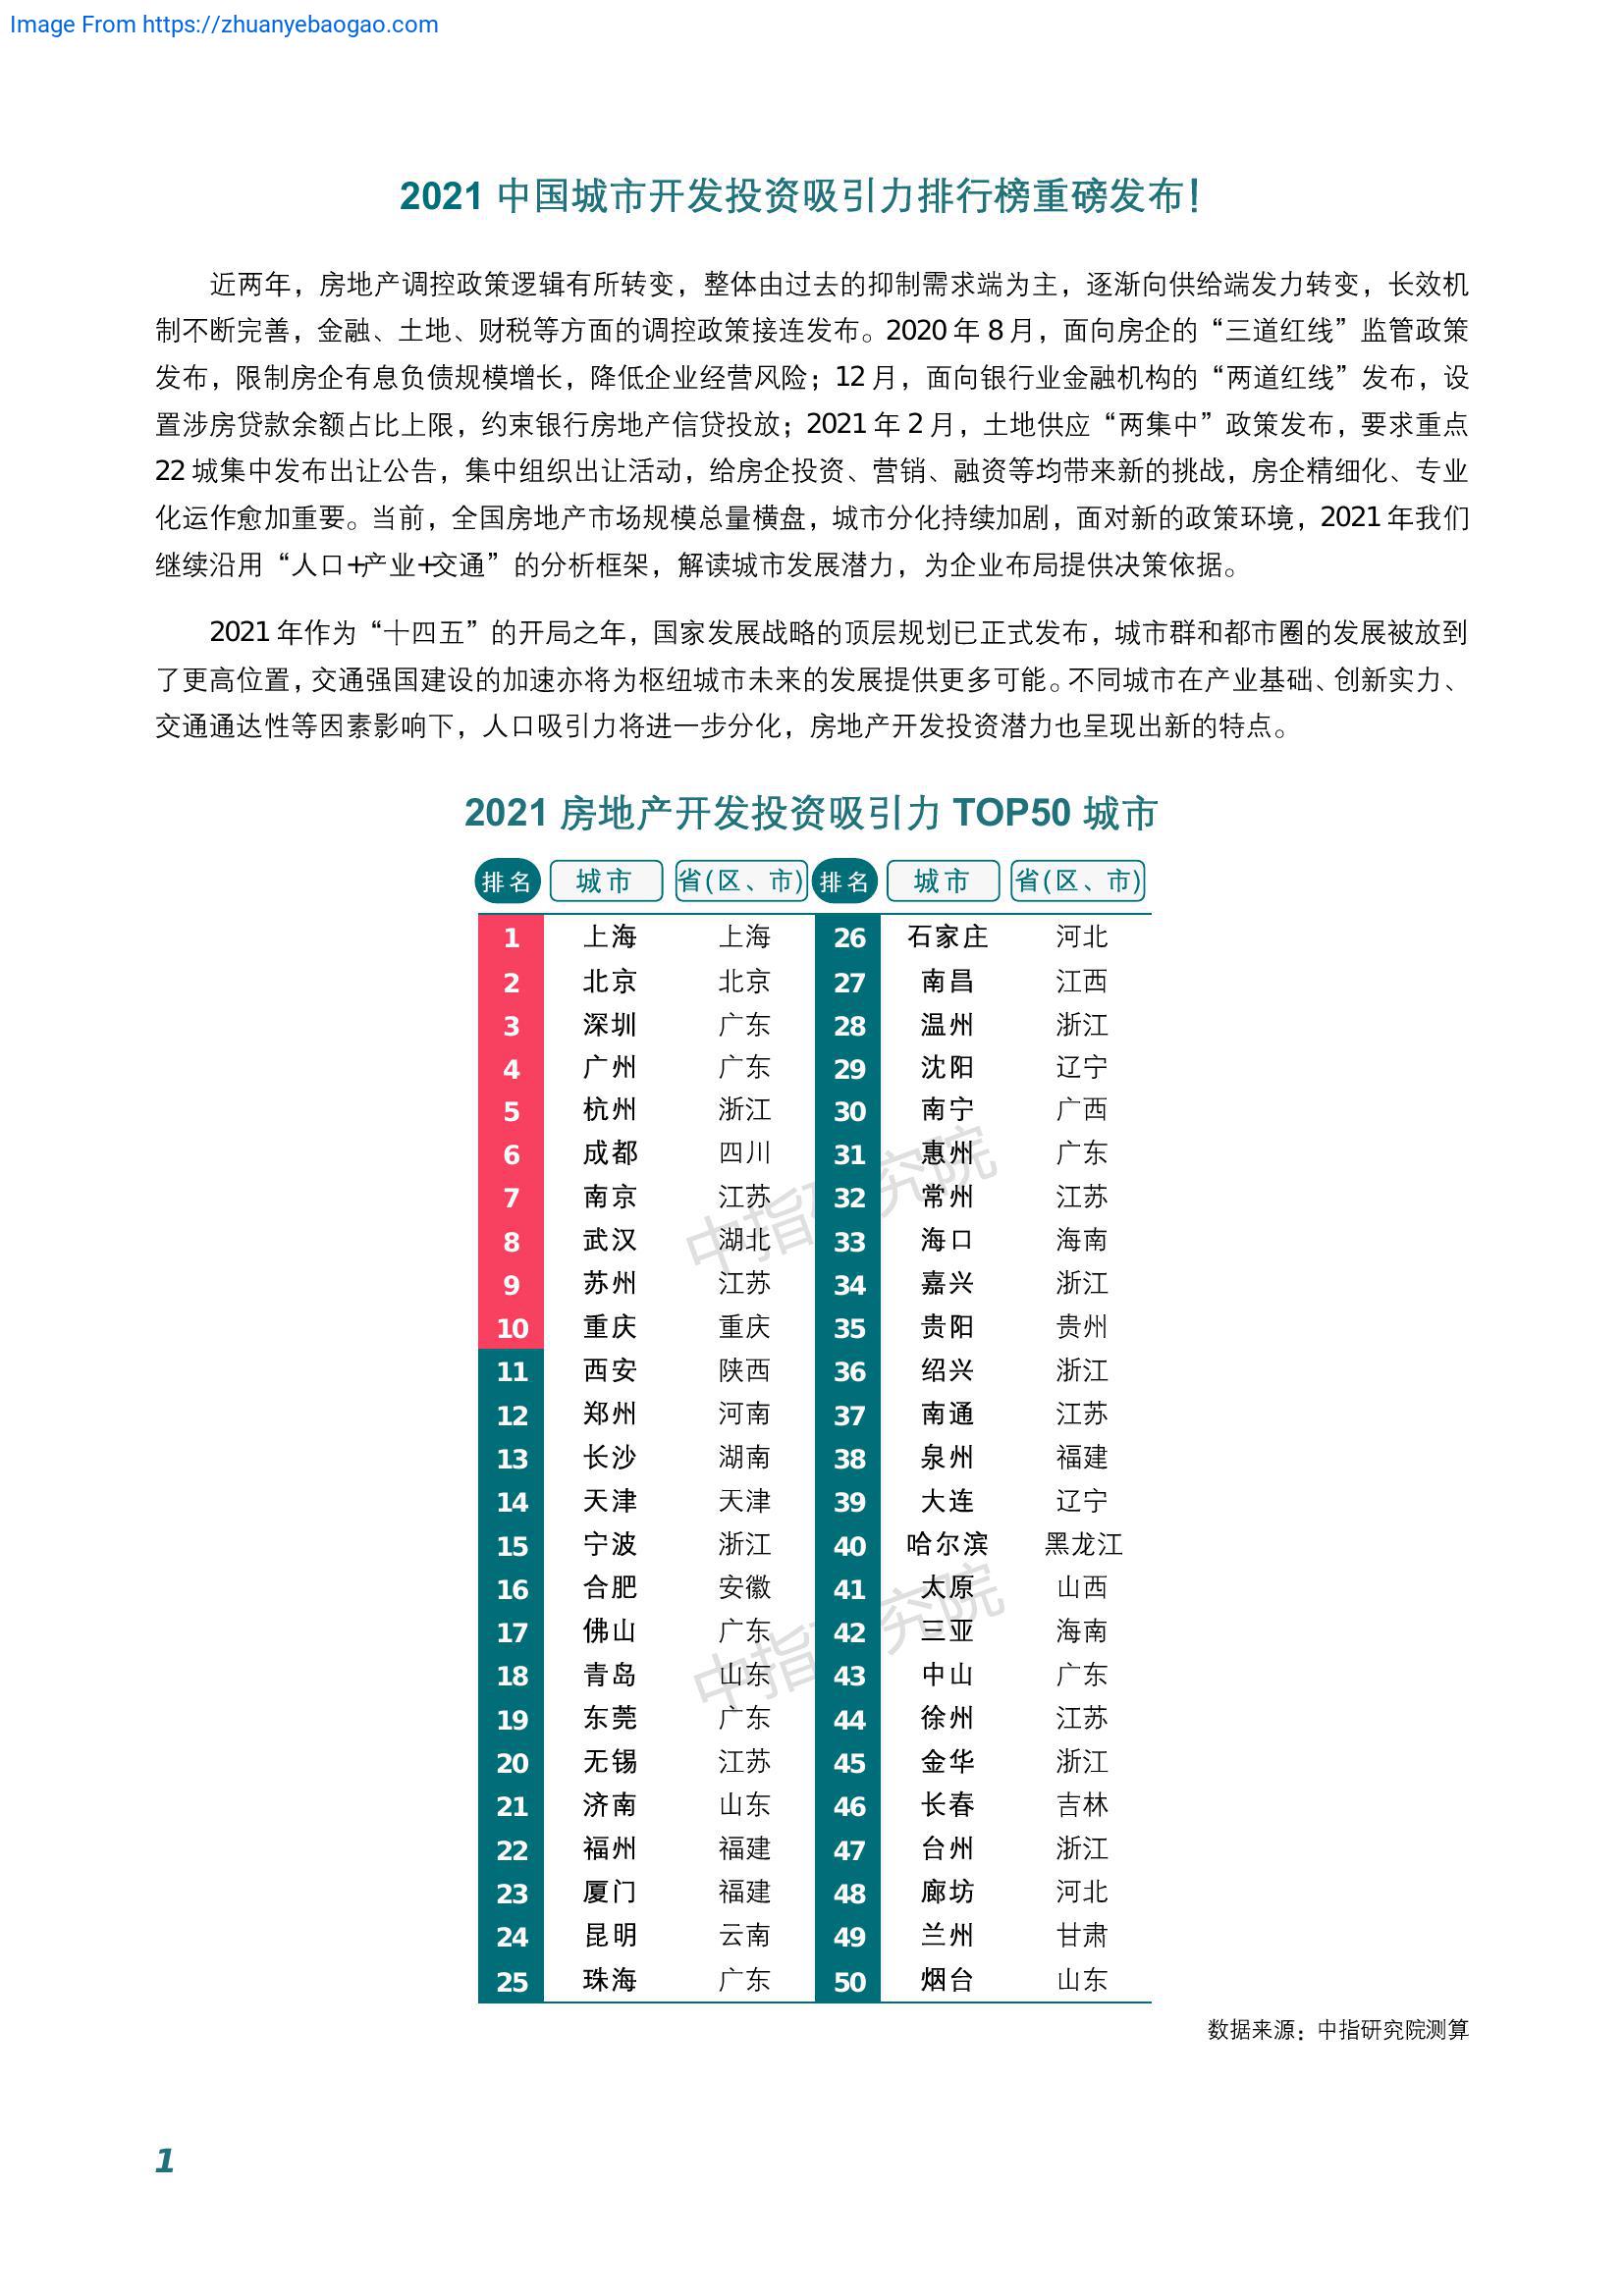 Image From https://zhuanyebaogao.com
2021 中国城市开发投资吸引力排行榜重磅发布！
近两年，房地产调控政策逻辑有所转变，整体由过去的抑制需求端为主，逐渐向供给端发力转变，长效机
制不断完善，金融、土地、财税等方面的调控政策接连发布。2020 年 8 月，面向房企的“三道红线”监管政策
发布，限制房企有息负债规模增长，降低企业经营风险；12 月，面向银行业金融机构的“两道红线”发布，设
置涉房贷款余额占比上限，约束银行房地产信贷投放；2021 年 2 月，土地供应“两集中”政策发布，要求重点
22 城集中发布出让公告，集中组织出让活动，给房企投资、营销、融资等均带来新的挑战，房企精细化、专业
化运作愈加重要。当前，全国房地产市场规模总量横盘，城市分化持续加剧，面对新的政策环境，2021 年我们
继续沿用“人口+产业+交通”的分析框架，解读城市发展潜力，为企业布局提供决策依据。
2021 年作为“十四五”的开局之年，国家发展战略的顶层规划已正式发布，城市群和都市圈的发展被放到
了更高位置，交通强国建设的加速亦将为枢纽城市未来的发展提供更多可能。不同城市在产业基础、创新实力、
交通通达性等因素影响下，人口吸引力将进一步分化，房地产开发投资潜力也呈现出新的特点。
2021 房地产开发投资吸引力 TOP50 城市
排名 城市 省(区、市) 排名 城市 省(区、市)
1 上海 上海 26 石家庄 河北
2 北京 北京 27 南昌 江西
3 深圳 广东 28 温州 浙江
4 广州 广东 29 沈阳 辽宁
5 杭州 浙江 30 南宁 广西
6 成都 四川 31 惠州 广东
7 南京 江苏 32 常州 江苏
8 武汉 湖北 33 海口 海南
9 苏州 江苏 34 嘉兴 浙江
10 重庆 重庆 35 贵阳 贵州
11 西安 陕西 36 绍兴 浙江
12 郑州 河南 37 南通 江苏
13 长沙 湖南 38 泉州 福建
14 天津 天津 39 大连 辽宁
15 宁波 浙江 40 哈尔滨 黑龙江
16 合肥 安徽 41 太原 山西
17 佛山 广东 42 三亚 海南
18 青岛 山东 43 中山 广东
19 东莞 广东 44 徐州 江苏
20 无锡 江苏 45 金华 浙江
21 济南 山东 46 长春 吉林
22 福州 福建 47 台州 浙江
23 厦门 福建 48 廊坊 河北
24 昆明 云南 49 兰州 甘肃
25 珠海 广东 50 烟台 山东
中指研究院
中指研究院
数据来源：中指研究院测算
1